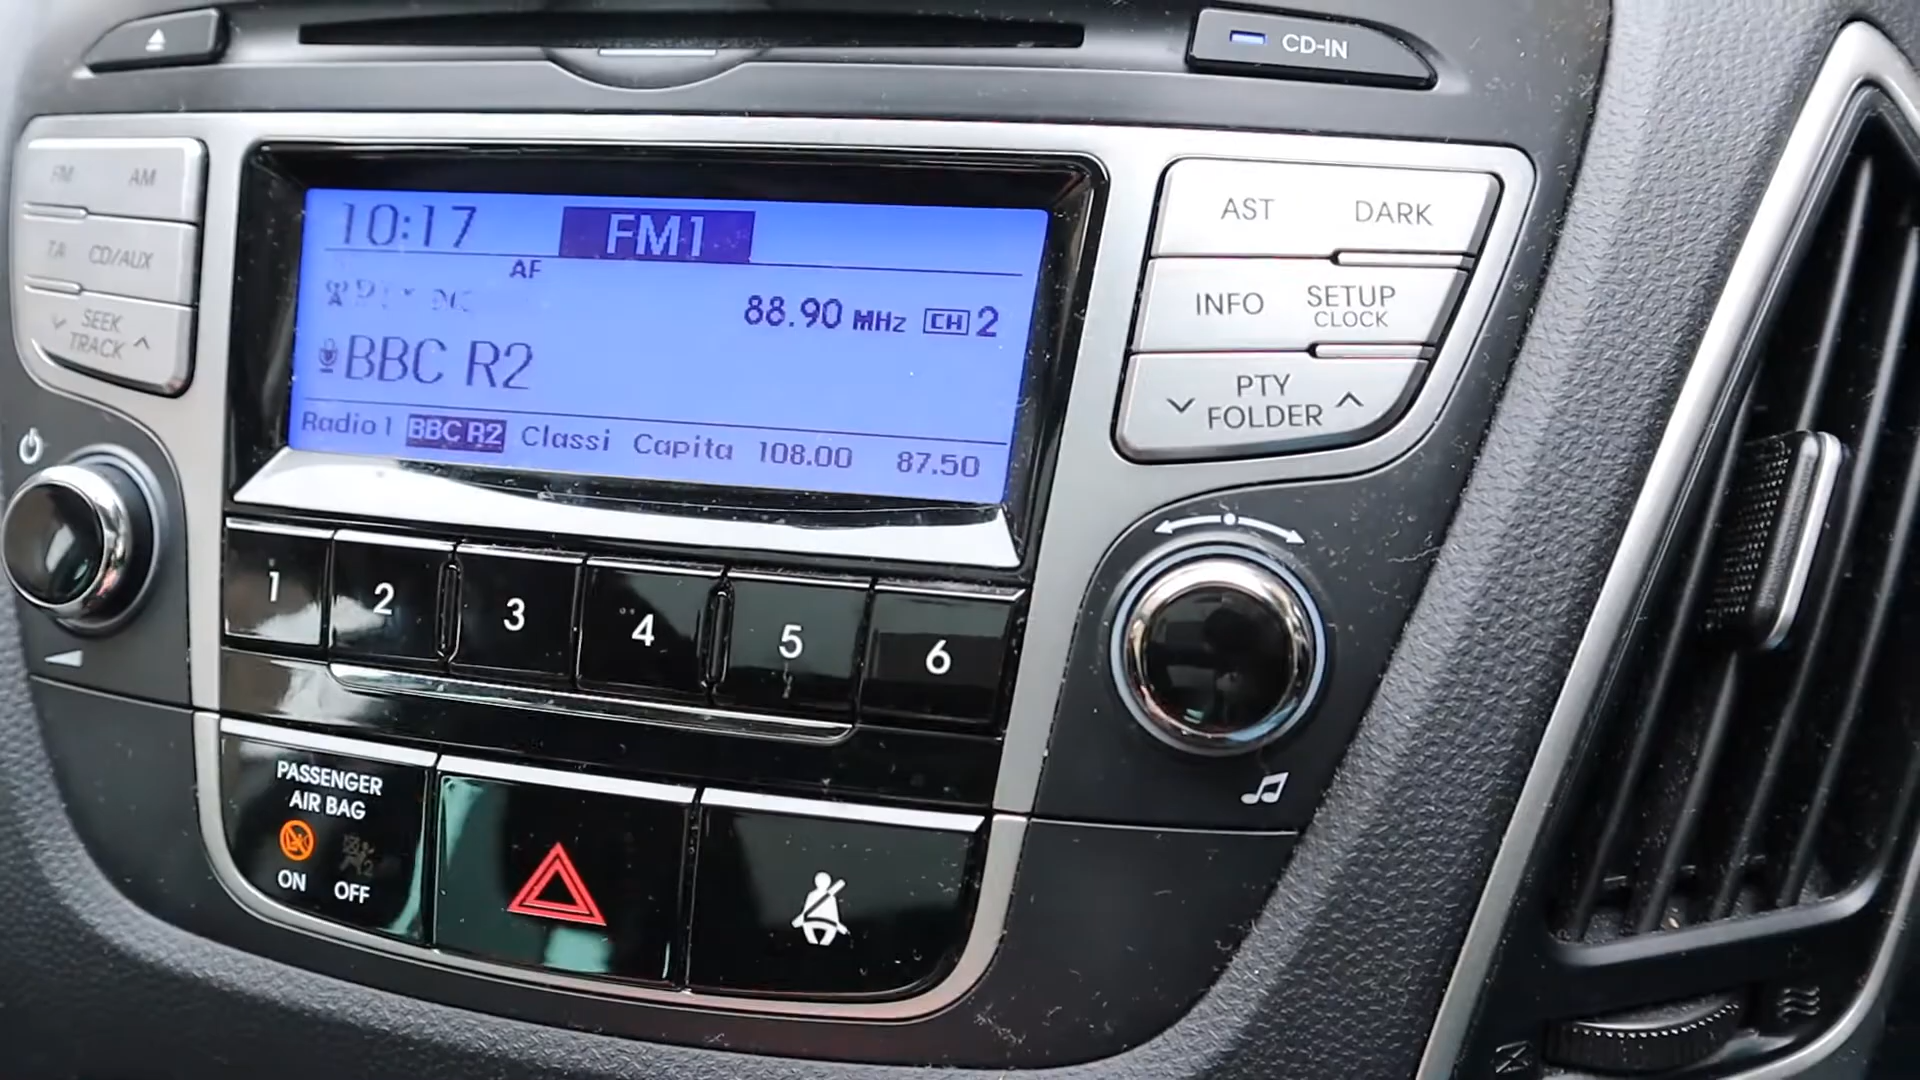 CD-IN
FM AM
TA CD/AUX
SEEK
TRACK
10:17 FM1
AF
88.90 MHz CH 2
BBC R2
Radio1 BBC R2 Classi Capita 108.00 87.50
AST DARK
INFO SETUP
CLOCK
PTY
FOLDER
1 2 3 4 5 6
PASSENGER
AIR BAG
ON OFF